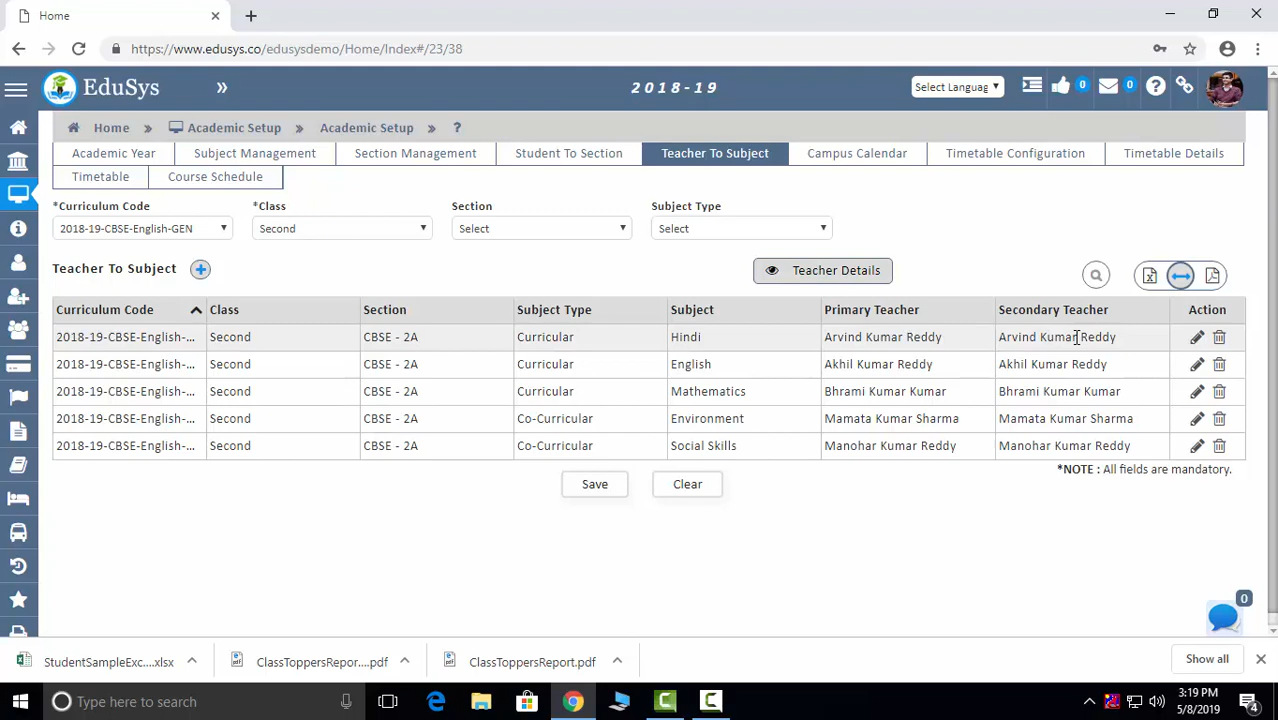 Home
https://www.edusys.co/edusysdemo/Home/Index#/23/38
EduSys » 2018-19 Select Languag 0 0
Home » Academic Setup » Academic Setup » ?
Academic Year Subject Management Section Management Student To Section Teacher To Subject Campus Calendar Timetable Configuration Timetable Details
Timetable Course Schedule
*Curriculum Code *Class Section Subject Type
2018-19-CBSE-English-GEN Second Select Select
Teacher To Subject Teacher Details
Curriculum Code Class Section Subject Type Subject Primary Teacher Secondary Teacher Action
2018-19-CBSE-English-... Second CBSE - 2A Curricular Hindi Arvind Kumar Reddy Arvind Kumar Reddy
2018-19-CBSE-English-... Second CBSE - 2A Curricular English Akhil Kumar Reddy Akhil Kumar Reddy
2018-19-CBSE-English-... Second CBSE - 2A Curricular Mathematics Bhrami Kumar Kumar Bhrami Kumar Kumar
2018-19-CBSE-English-... Second CBSE - 2A Co-Curricular Environment Mamata Kumar Sharma Mamata Kumar Sharma
2018-19-CBSE-English-... Second CBSE - 2A Co-Curricular Social Skills Manohar Kumar Reddy Manohar Kumar Reddy
*NOTE : All fields are mandatory.
Save Clear
0
StudentSampleExc....xlsx ClassToppersRepor....pdf ClassToppersReport.pdf Show all
Type here to search
3:19 PM
5/8/2019
4